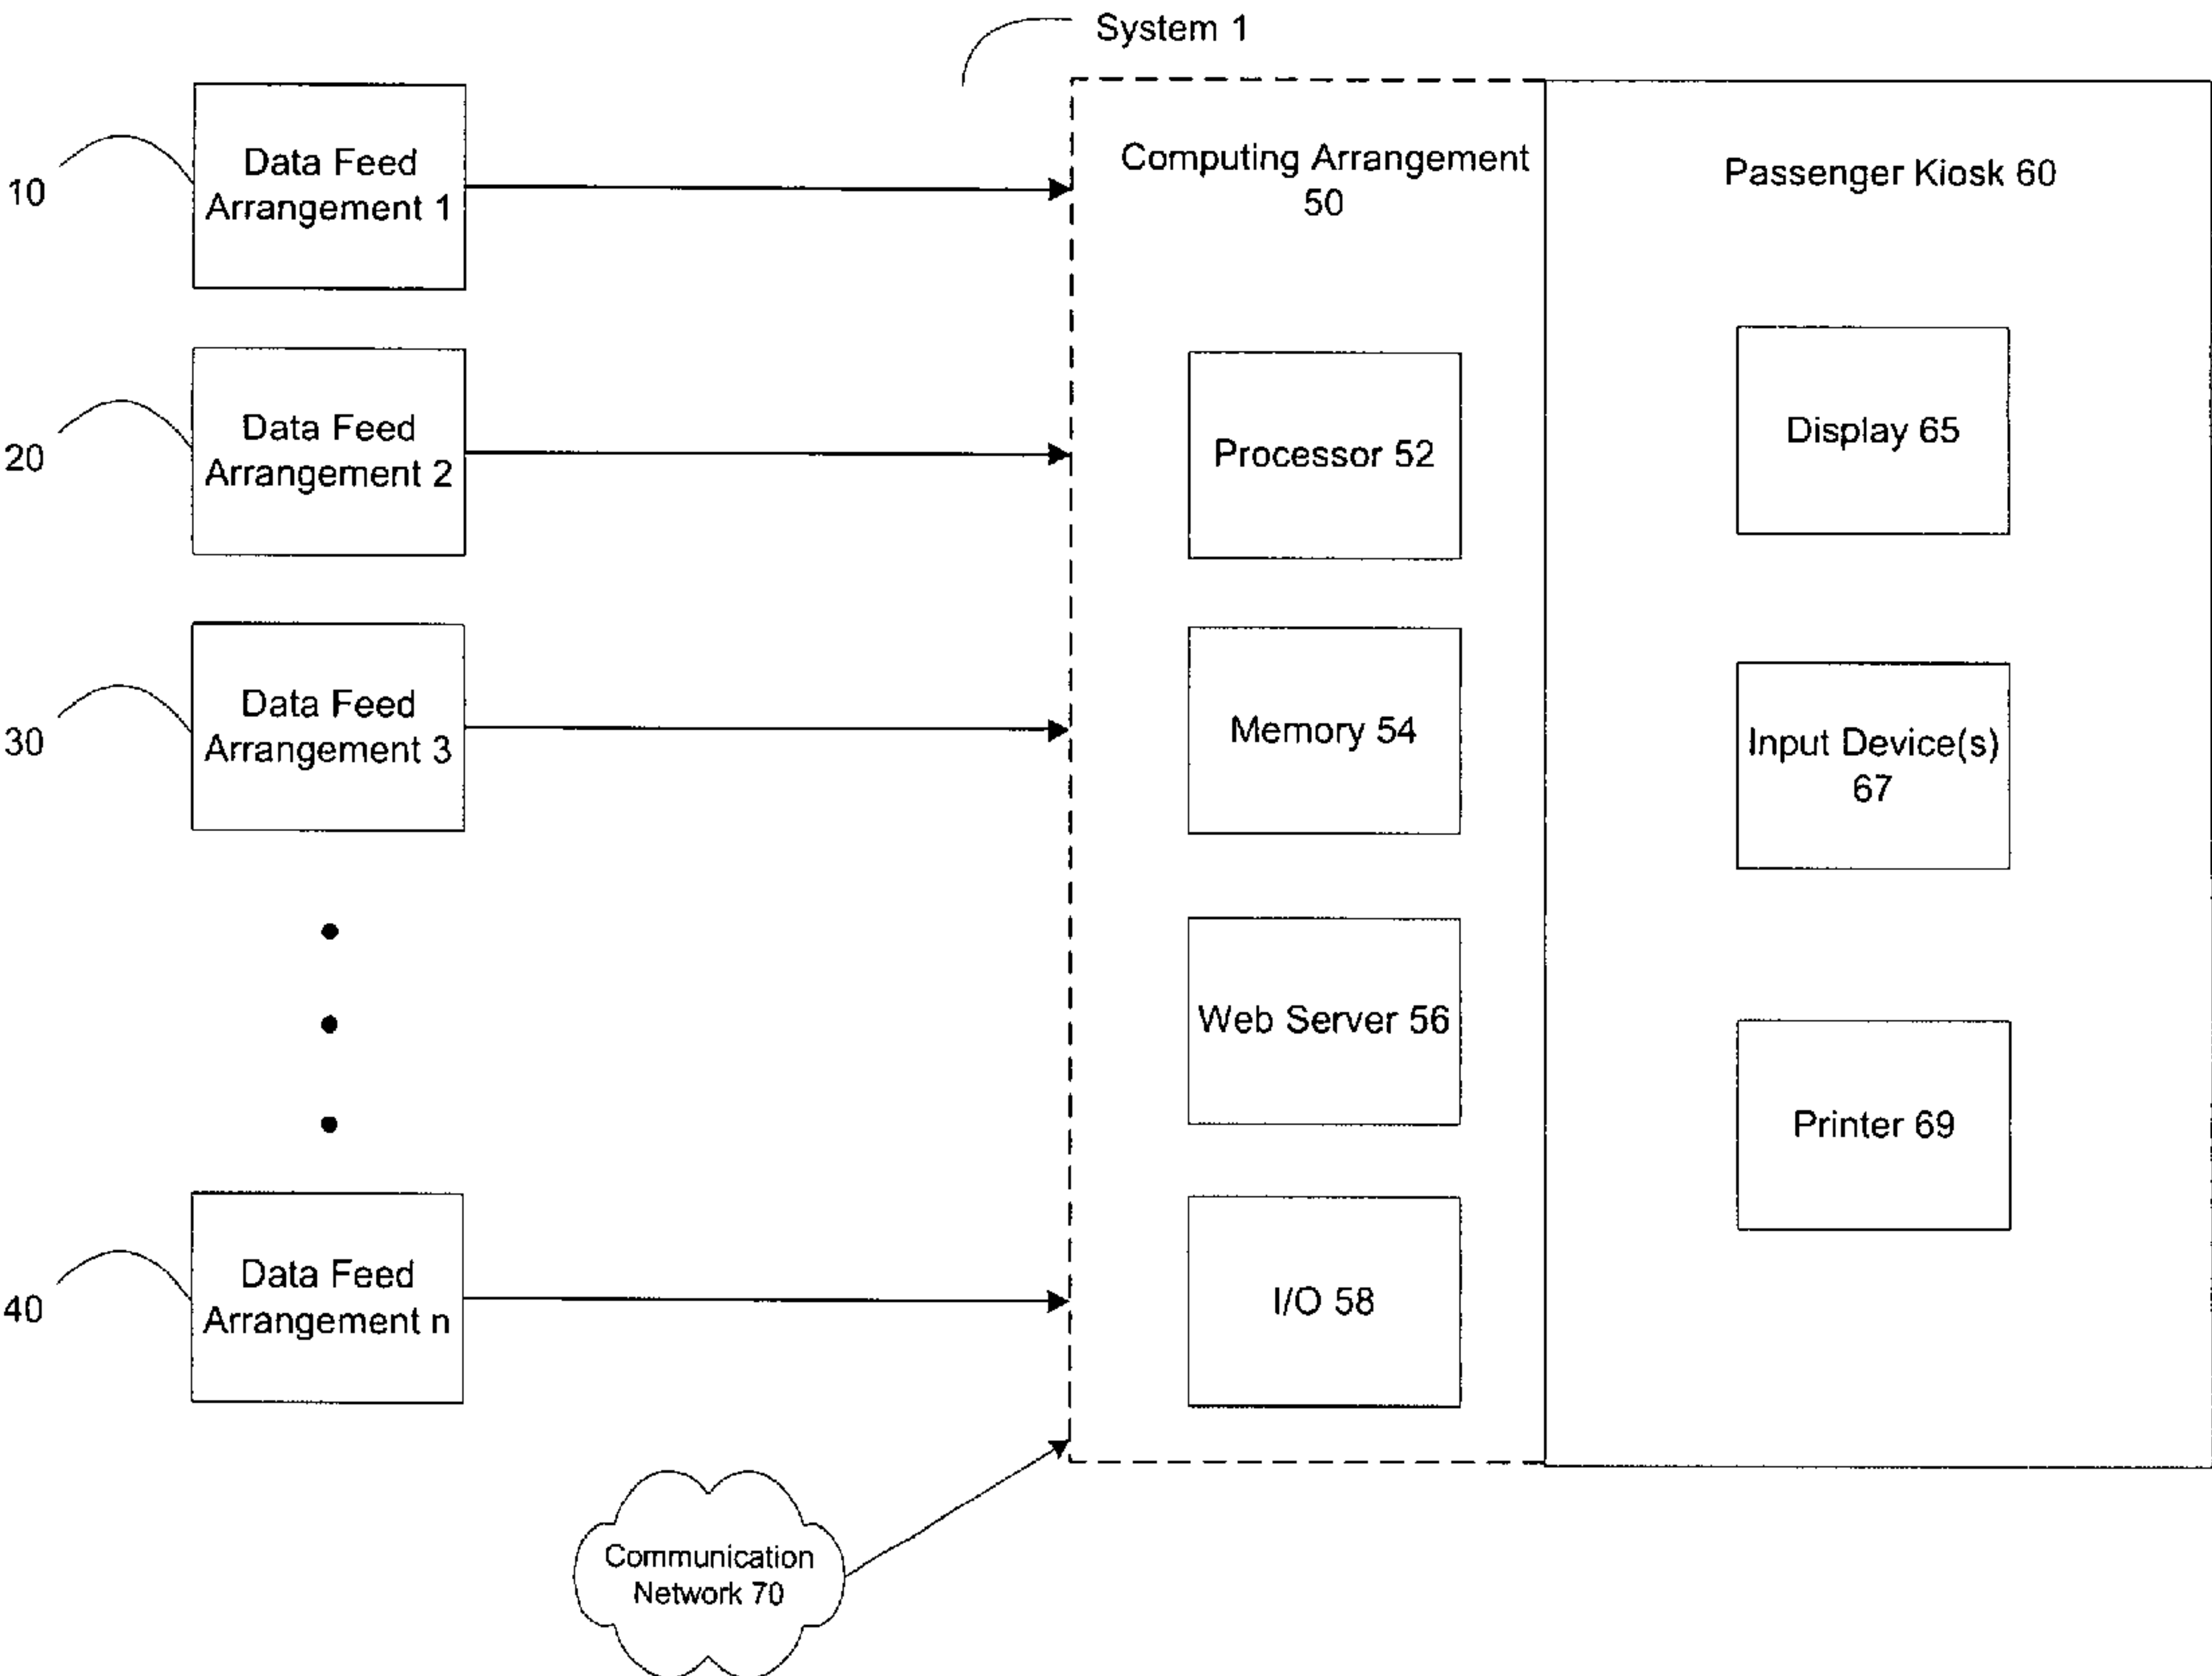 System 1
10
Data Feed
Arrangement 1
20
Data Feed
Arrangement 2
30
Data Feed
Arrangement 3
40
Data Feed
Arrangement n
Computing Arrangement
50
Processor 52
Memory 54
Web Server 56
I/O 58
Passenger Kiosk 60
Display 65
Input Device(s)
67
Printer 69
Communication
Network 70